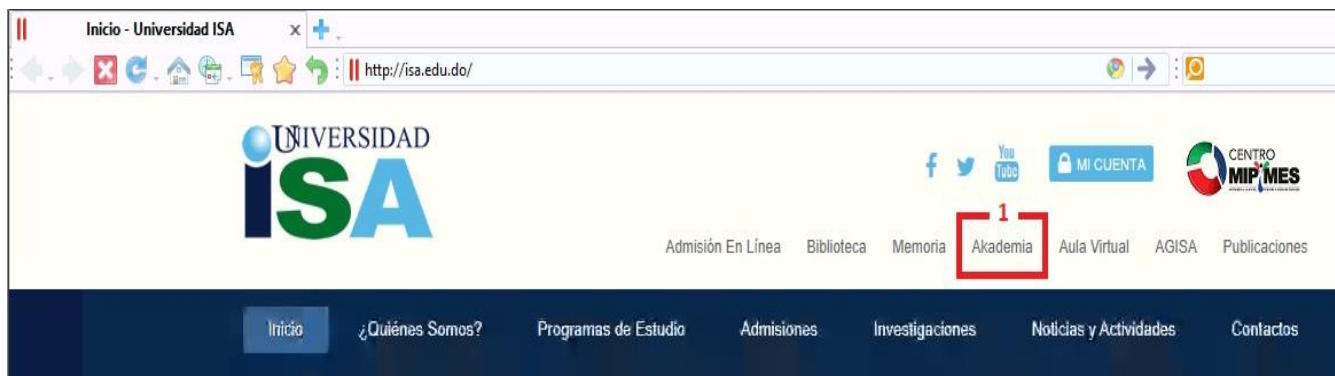 Inicio - Universidad ISA
http://isa.edu.do/
UNIVERSIDAD
ISA
You
Tube
MI CUENTA
CENTRO
MIPYMES
1
Admisión En Línea Biblioteca Memoria Akademia Aula Virtual AGISA Publicaciones
Inicio ¿Quiénes Somos? Programas de Estudio Admisiones Investigaciones Noticias y Actividades Contactos